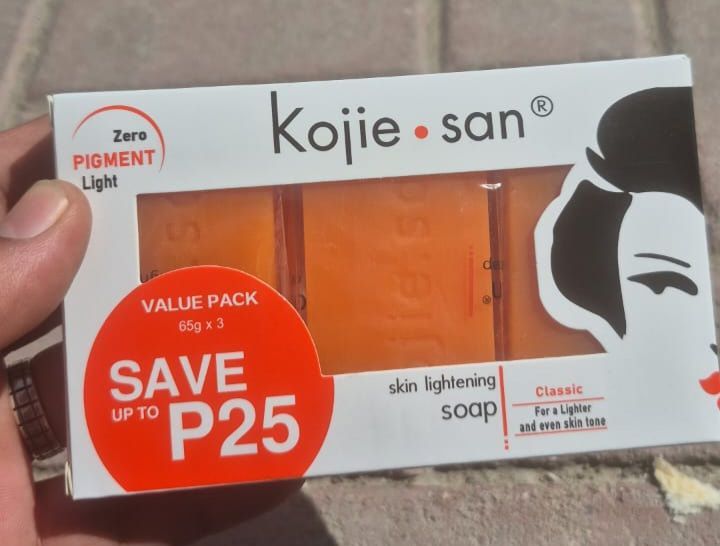 Zero
PIGMENT
Light
kojie.san®
VALUE PACK
65g x 3
SAVE
UP TO P25
skin lightening
soap
Classic
For a Lighter
and even skin tone